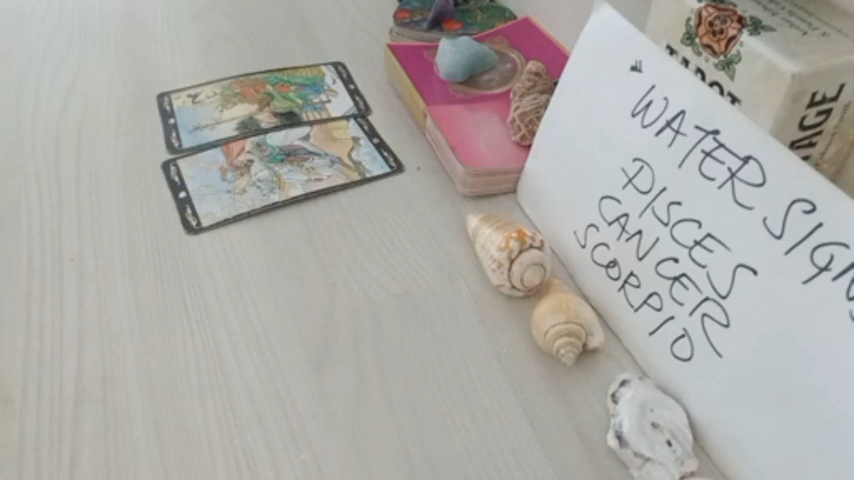 WATER SIGNS
PISCES
CANCER
SCORPIO
TAROT